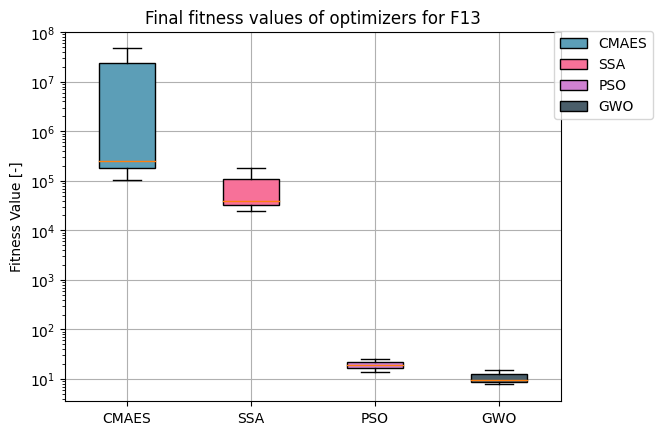 Final fitness values of optimizers for F13
Fitness Value [-]
10^8
10^7
10^6
10^5
10^4
10^3
10^2
10^1
CMAES
SSA
PSO
GWO
CMAES
SSA
PSO
GWO